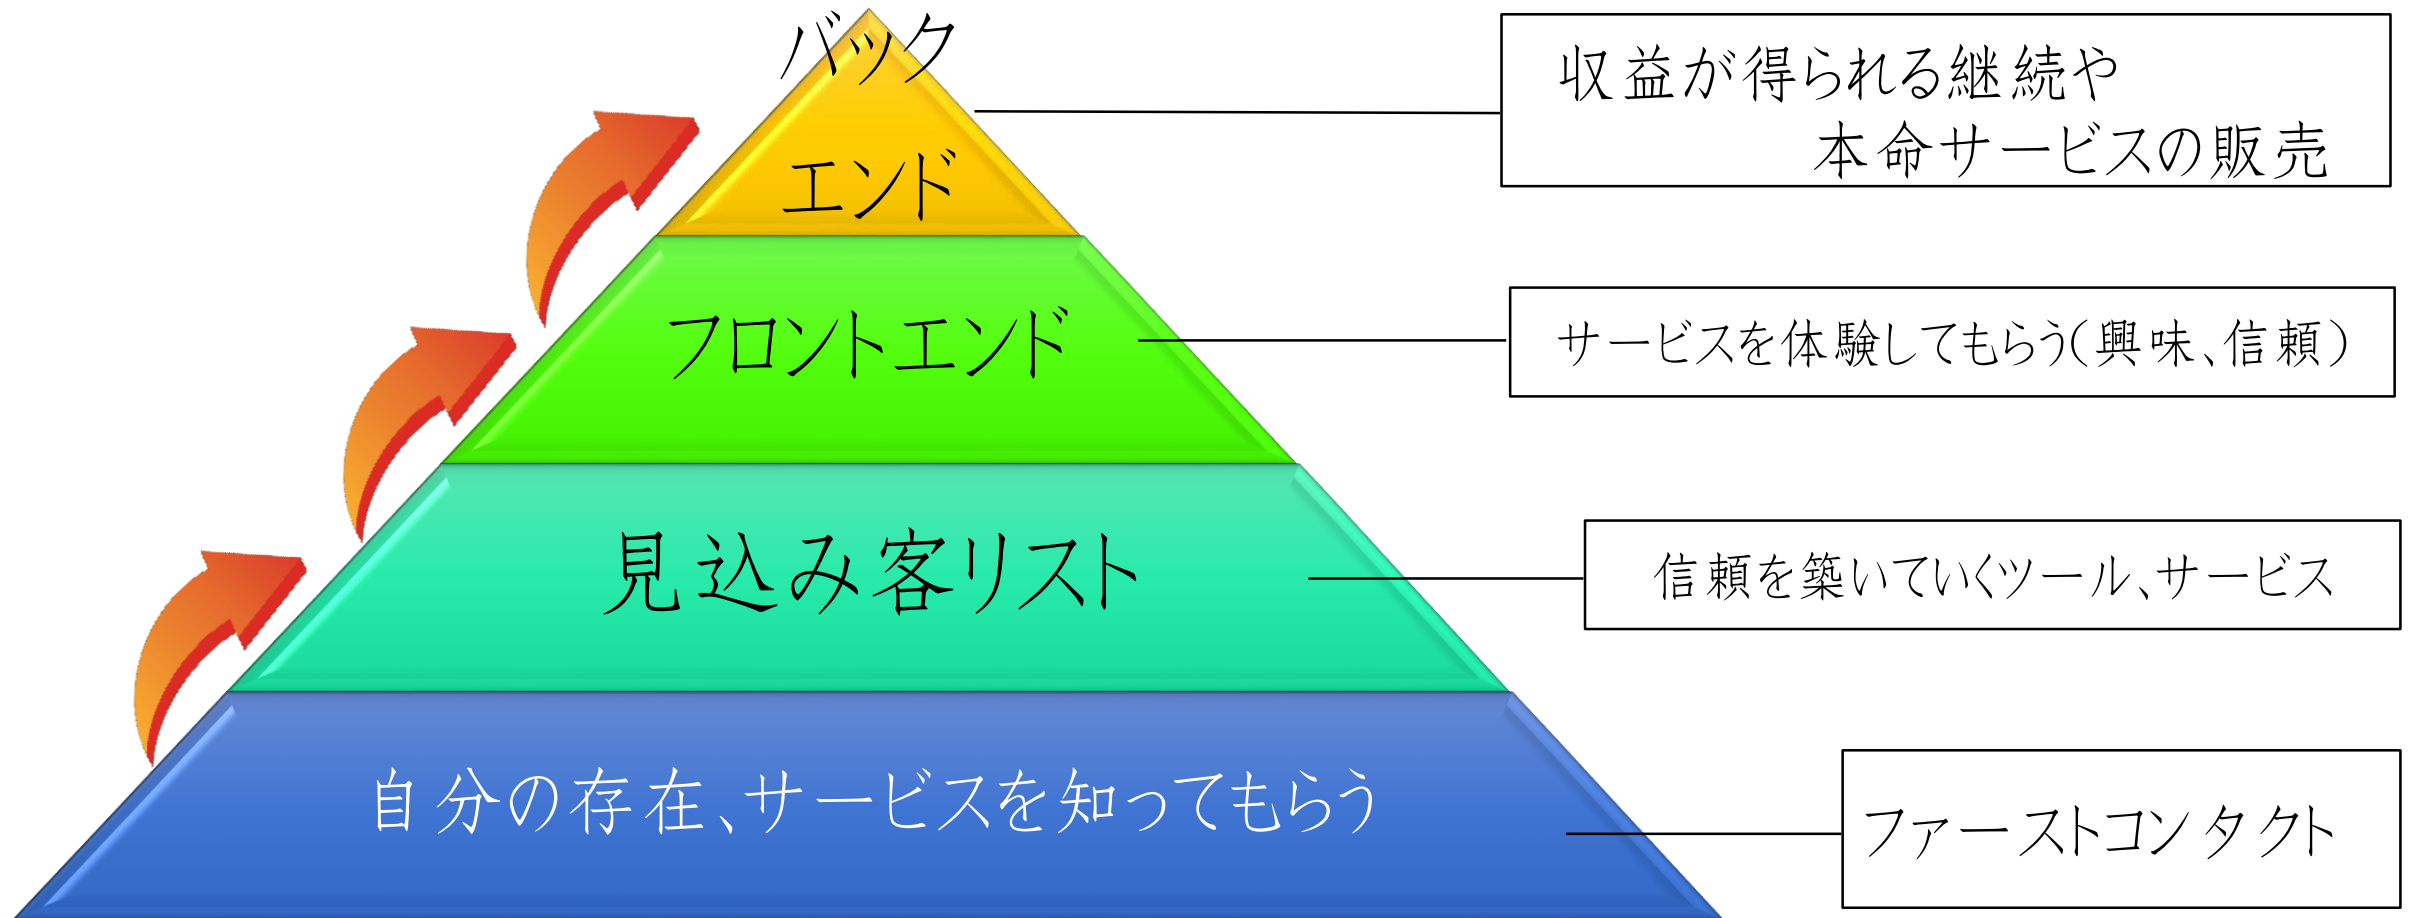 バック
エンド
収益が得られる継続や
本命サービスの販売
フロントエンド
サービスを体験してもらう(興味、信頼)
見込み客リスト
信頼を築いていくツール、サービス
自分の存在、サービスを知ってもらう
ファーストコンタクト